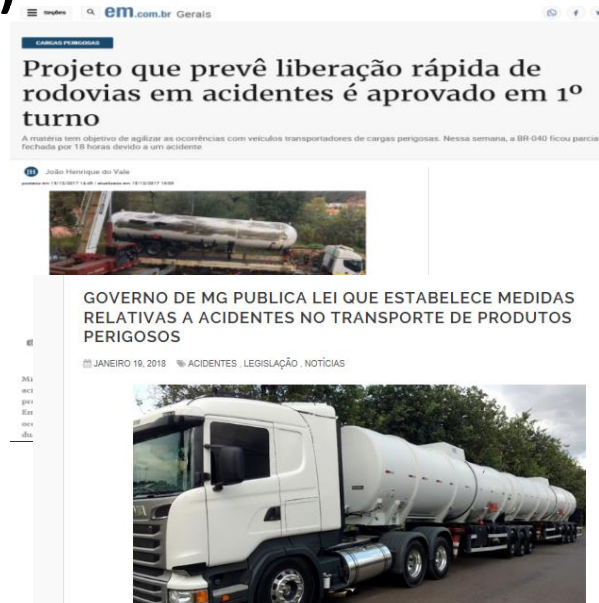 Seções em.com.br Gerais
CARGAS PERIGOSAS
Projeto que prevê liberação rápida de
rodovias em acidentes é aprovado em 1º
turno
A matéria tem objetivo de agilizar as ocorrências com veículos transportadores de cargas perigosas. Nessa semana, a BR-040 ficou parcia
fechada por 18 horas devido a um acidente
JH João Henrique do Vale
GOVERNO DE MG PUBLICA LEI QUE ESTABELECE MEDIDAS
RELATIVAS A ACIDENTES NO TRANSPORTE DE PRODUTOS
PERIGOSOS
JANEIRO 19, 2018 ACIDENTES , LEGISLAÇÃO , NOTÍCIAS